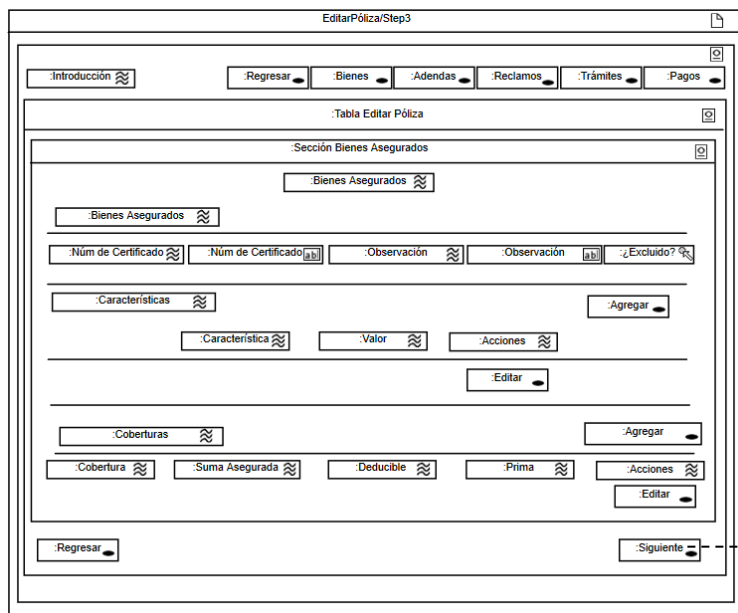 EditarPóliza/Step3
:Introducción :Regresar :Bienes :Adendas :Reclamos :Trámites :Pagos
:Tabla Editar Póliza
:Sección Bienes Asegurados
:Bienes Asegurados
:Bienes Asegurados
:Núm de Certificado :Núm de Certificado ab :Observación :Observación ab :¿Excluido?
:Características :Agregar
:Característica :Valor :Acciones
:Editar
:Coberturas :Agregar
:Cobertura :Suma Asegurada :Deducible :Prima :Acciones
:Editar
:Regresar :Siguiente